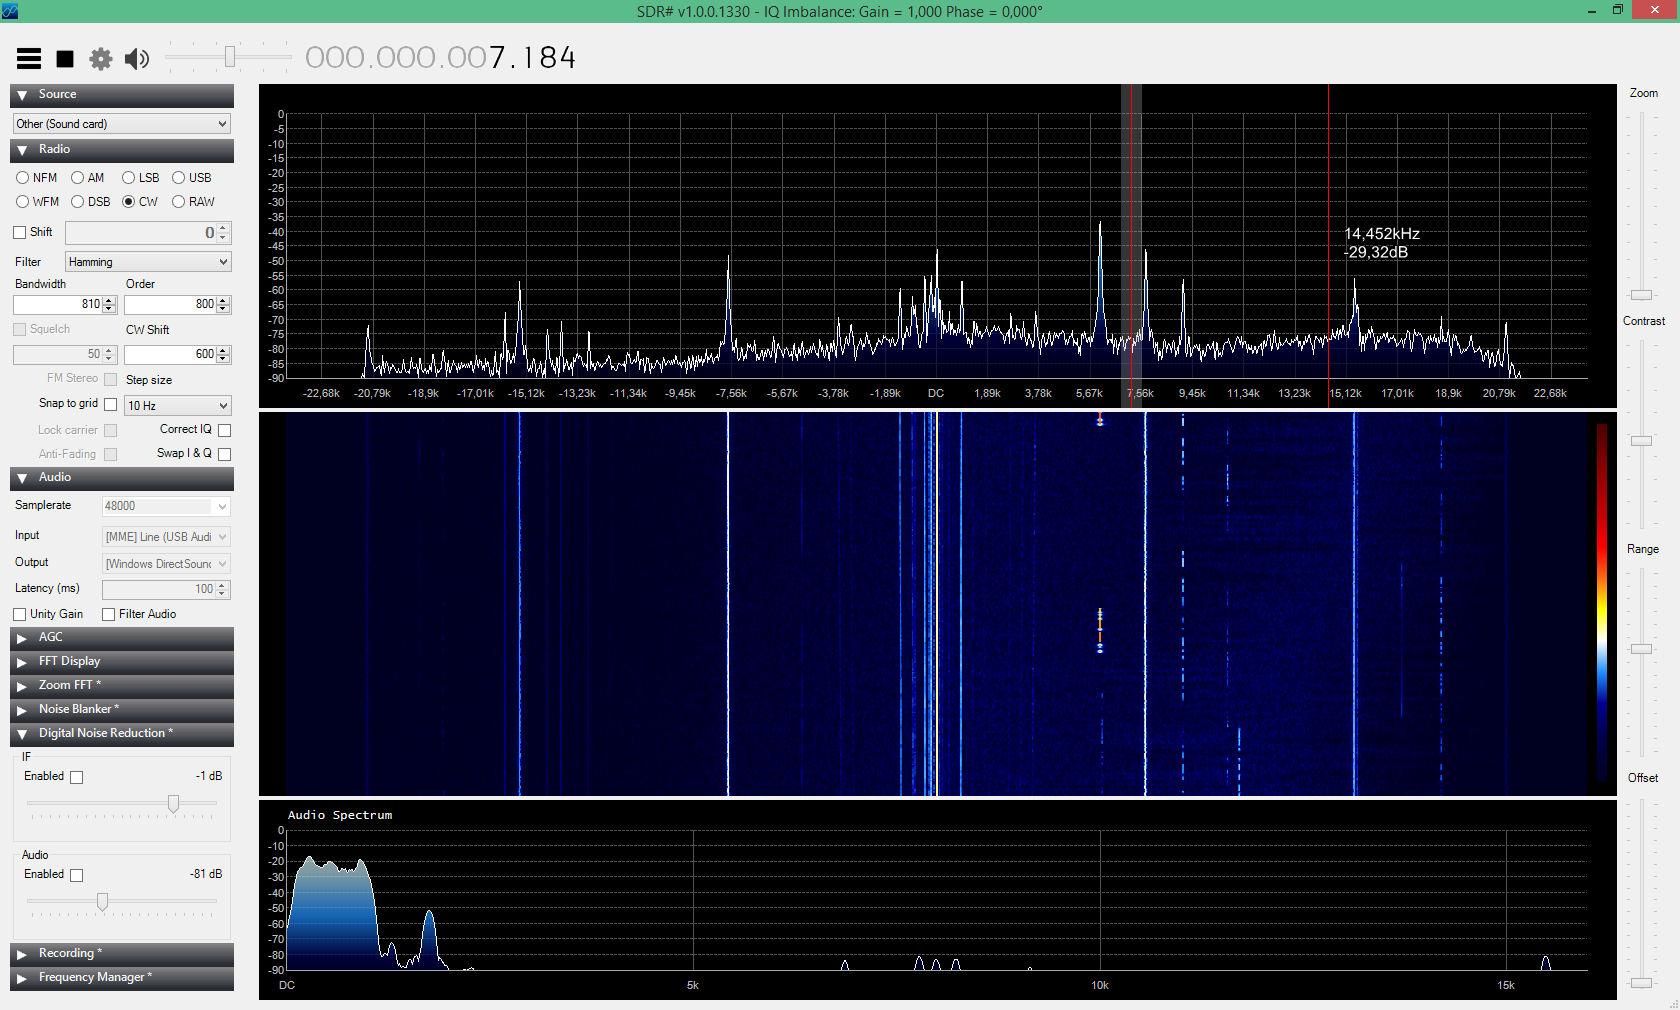 SDR# v1.0.0.1330 - IQ Imbalance: Gain = 1,000 Phase = 0,000°
000.000.007.184
Source
Other (Sound card)
Radio
NFM AM LSB USB
WFM DSB CW RAW
Shift 0
Filter Hamming
Bandwidth Order
810 800
Squelch CW Shift
50 600
FM Stereo Step size
Snap to grid 10 Hz
Lock carrier Correct IQ
Anti-Fading Swap I & Q
Audio
Samplerate 48000
Input [MME] Line (USB Audi
Output [Windows DirectSound
Latency (ms) 100
Unity Gain Filter Audio
AGC
FFT Display
Zoom FFT *
Noise Blanker *
Digital Noise Reduction *
IF
Enabled -1 dB
Audio
Enabled -81 dB
Recording *
Frequency Manager *
0
-5
-10
-15
-20
-25
-30
-35
-40
-45
-50
-55
-60
-65
-70
-75
-80
-85
-90
14,452kHz
-29,32dB
-22,68k -20,79k -18,9k -17,01k -15,12k -13,23k -11,34k -9,45k -7,56k -5,67k -3,78k -1,89k DC 1,89k 3,78k 5,67k 7,56k 9,45k 11,34k 13,23k 15,12k 17,01k 18,9k 20,79k 22,68k
Audio Spectrum
0
-10
-20
-30
-40
-50
-60
-70
-80
-90
DC 5k 10k 15k
Zoom
Contrast
Range
Offset